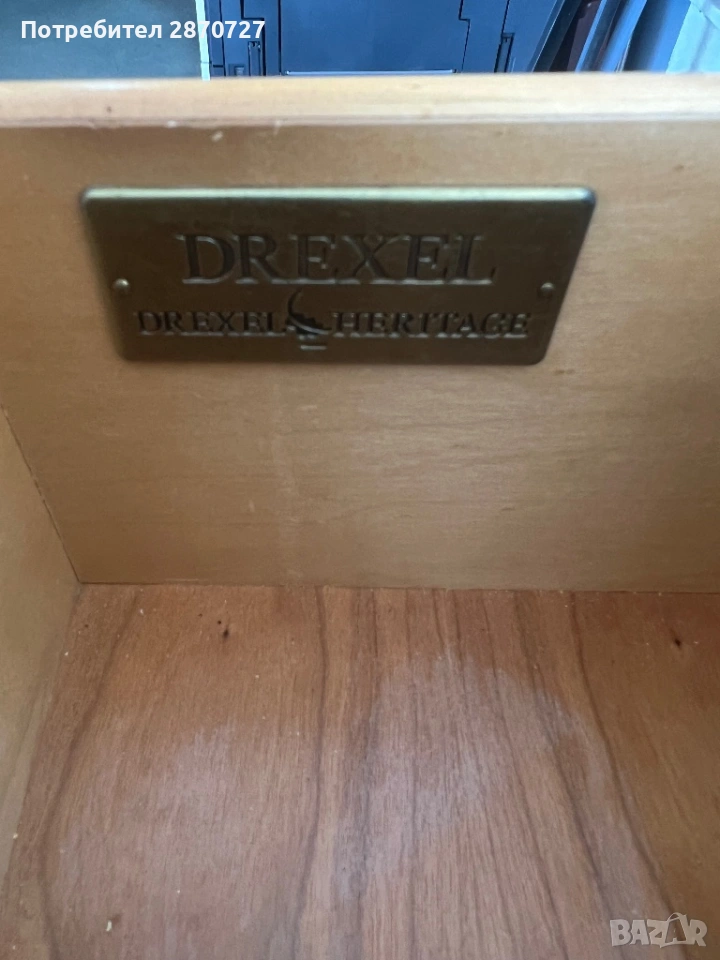 Потребител 2870727
DREXEL
DREXEL HERITAGE
BAZAR